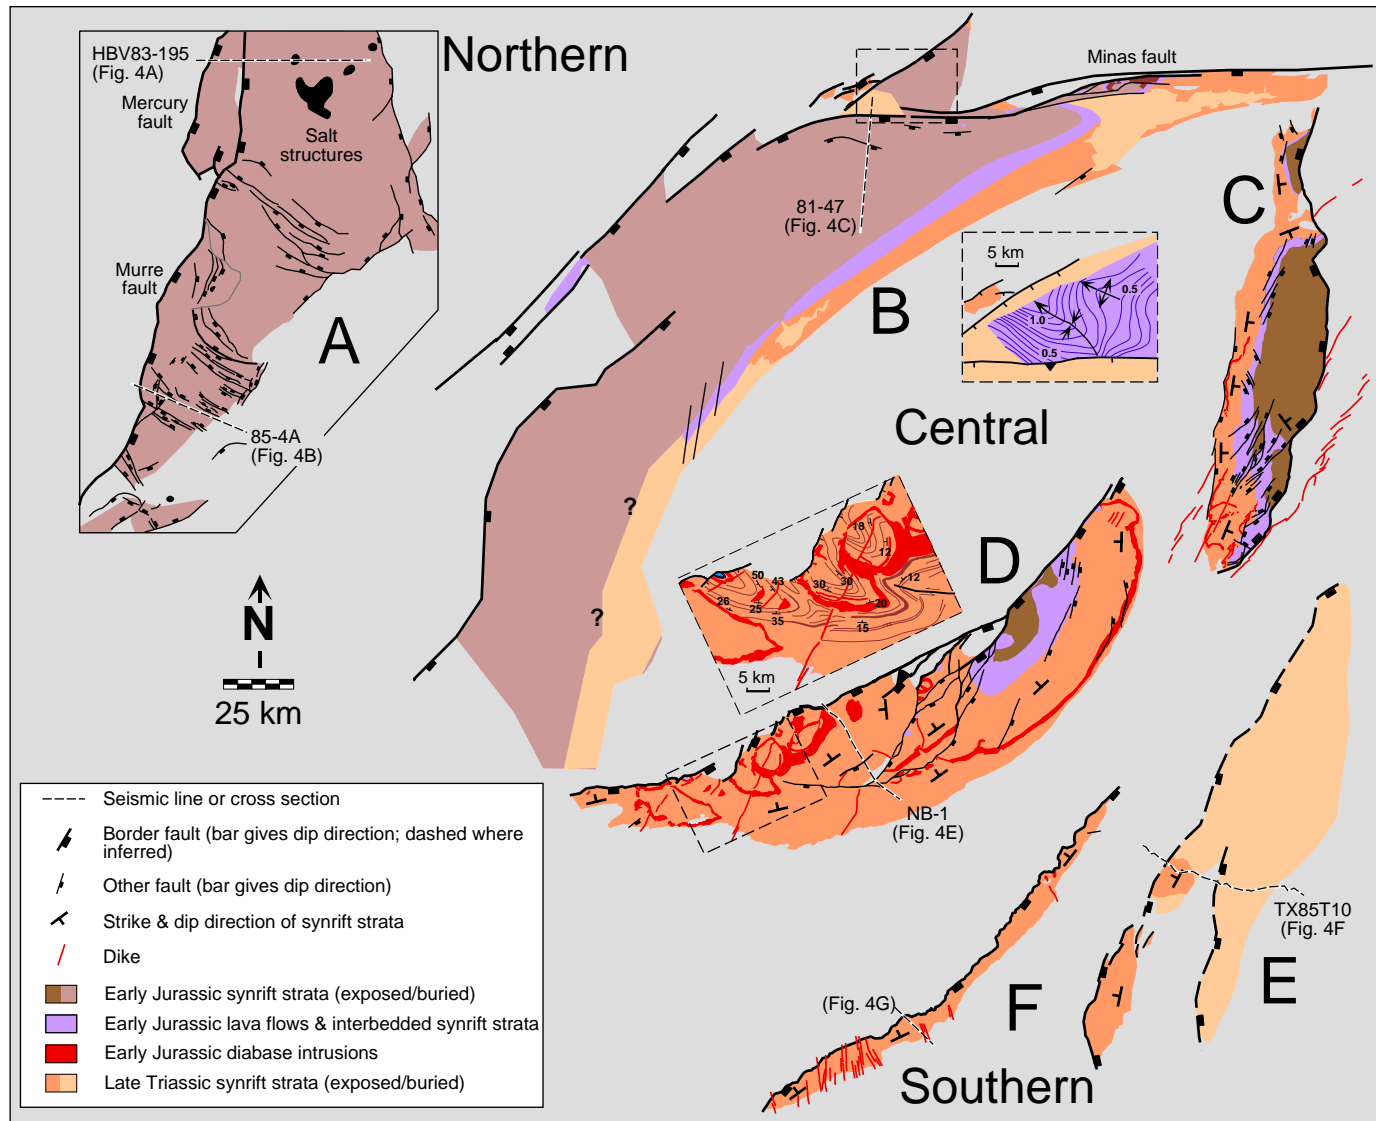 Northern
HBV83-195
(Fig. 4A)
Mercury
fault
Salt
structures
Murre
fault
A
85-4A
(Fig. 4B)
Minas fault
81-47
(Fig. 4C)
B
C
5 km
0.5
1.0
0.5
Central
?
?
N
25 km
D
18
12
50
43
30
30
12
26
25
20
35
15
5 km
NB-1
(Fig. 4E)
TX85T10
(Fig. 4F
E
(Fig. 4G)
F
Southern
Seismic line or cross section
Border fault (bar gives dip direction; dashed where
inferred)
Other fault (bar gives dip direction)
Strike & dip direction of synrift strata
Dike
Early Jurassic synrift strata (exposed/buried)
Early Jurassic lava flows & interbedded synrift strata
Early Jurassic diabase intrusions
Late Triassic synrift strata (exposed/buried)